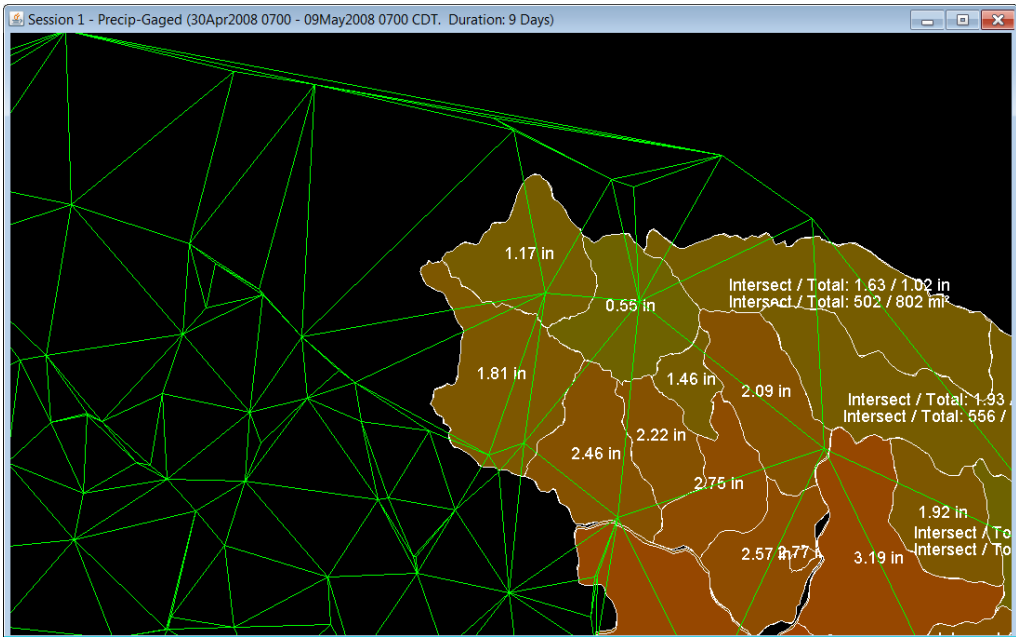 Session 1 - Precip-Gaged (30Apr2008 0700 - 09May2008 0700 CDT.  Duration: 9 Days)
1.17 in
Intersect / Total: 1.63 / 1.02 in
Intersect / Total: 502 / 802 mi²
0.55 in
1.81 in
1.46 in
2.09 in
Intersect / Total: 1.93 /
Intersect / Total: 556 /
2.22 in
2.46 in
2.75 in
1.92 in
Intersect / To
Intersect / To
2.57 in
2.77 i
3.19 in